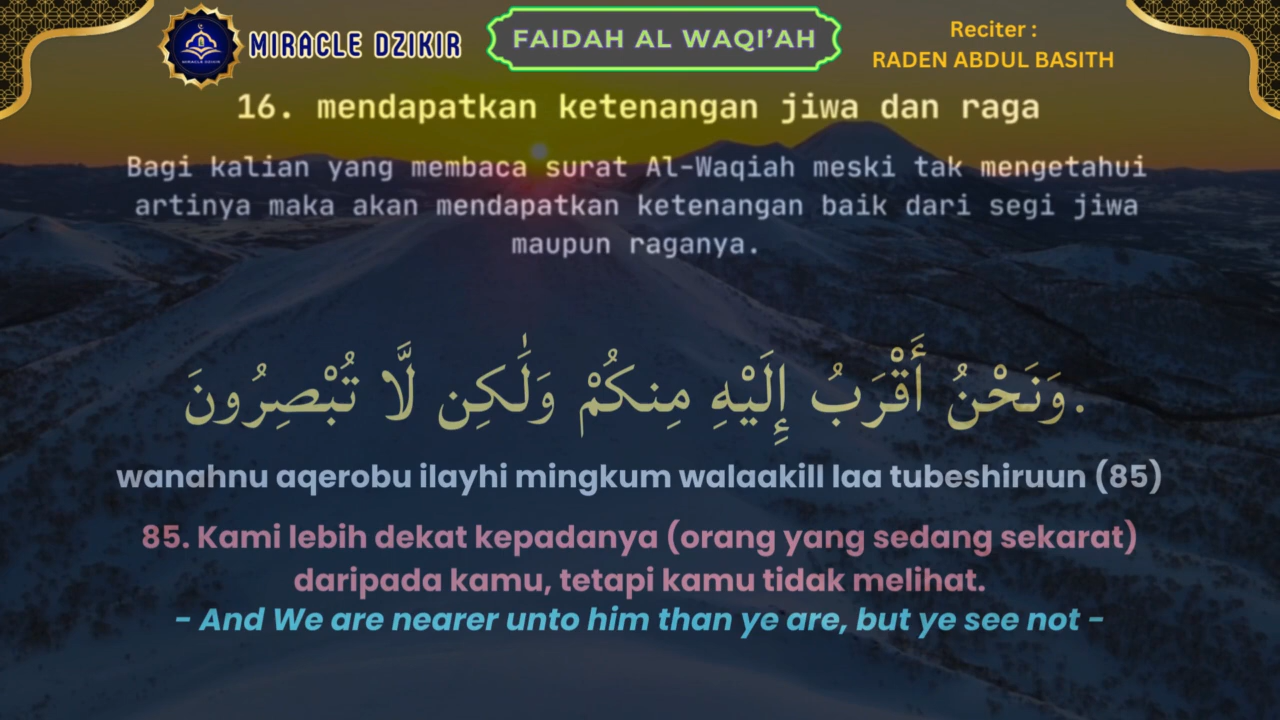 MIRACLE DZIKIR
FAIDAH AL WAQI'AH
Reciter :
RADEN ABDUL BASITH
16. mendapatkan ketenangan jiwa dan raga
Bagi kalian yang membaca surat Al-Waqiah meski tak mengetahui
artinya maka akan mendapatkan ketenangan baik dari segi jiwa
maupun raganya.
وَنَحْنُ أَقْرَبُ إِلَيْهِ مِنكُمْ وَلَٰكِن لَّا تُبْصِرُونَ.
wanahnu aqerobu ilayhi mingkum walaakill laa tubeshiruun (85)
85. Kami lebih dekat kepadanya (orang yang sedang sekarat)
daripada kamu, tetapi kamu tidak melihat.
- And We are nearer unto him than ye are, but ye see not -